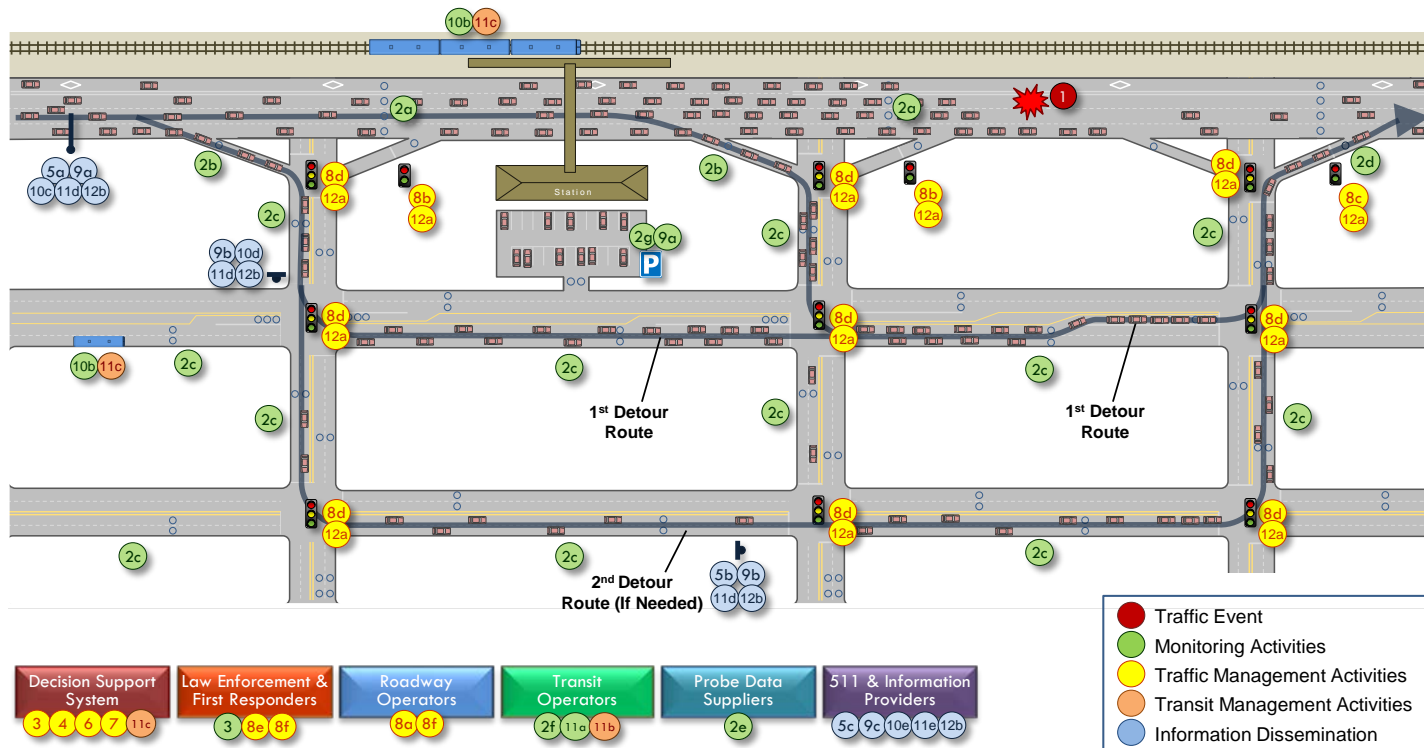 10b 11c
1
2a 2a
5a 9a
10c 11d 12b
2b 2b 2d
8d
12a
8b
12a
8d
12a
8b
12a
8d
12a
8c
12a
Station
2c 2c 2c
2g 9a
P
9b 10d
11d 12b
8d
12a
8d
12a
8d
12a
10b 11c
2c 2c 2c
1st Detour
Route
1st Detour
Route
2c 2c 2c
8d
12a
8d
12a
8d
12a
2c 2c 2c
2nd Detour
Route (If Needed)
5b 9b
11d 12b
Traffic Event
Monitoring Activities
Traffic Management Activities
Transit Management Activities
Information Dissemination
Decision Support
System
3 4 6 7 11c
Law Enforcement &
First Responders
3 8e 8f
Roadway
Operators
8a 8f
Transit
Operators
2f 11a 11b
Probe Data
Suppliers
2e
511 & Information
Providers
5c 9c 10e 11e 12b